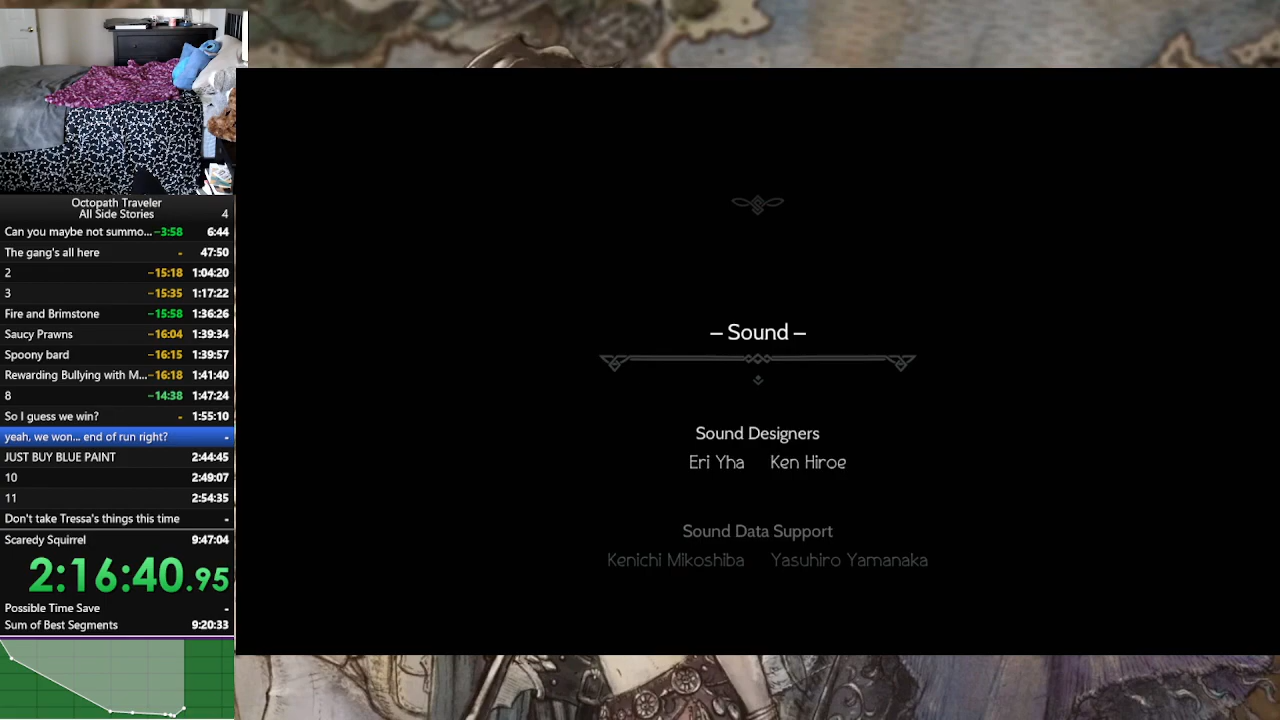 Octopath Traveler
All Side Stories 4
Can you maybe not summo... −3:58 6:44
The gang's all here - 47:50
2 −15:18 1:04:20
3 −15:35 1:17:22
Fire and Brimstone −15:58 1:36:26
Saucy Prawns −16:04 1:39:34
Spoony bard −16:15 1:39:57
Rewarding Bullying with M... −16:18 1:41:40
8 −14:38 1:47:24
So I guess we win? - 1:55:10
yeah, we won... end of run right? -
JUST BUY BLUE PAINT 2:44:45
10 2:49:07
11 2:54:35
Don't take Tressa's things this time -
Scaredy Squirrel 9:47:04
2:16:40.95
Possible Time Save -
Sum of Best Segments 9:20:33
– Sound –
Sound Designers
Eri Yha Ken Hiroe
Sound Data Support
Kenichi Mikoshiba Yasuhiro Yamanaka